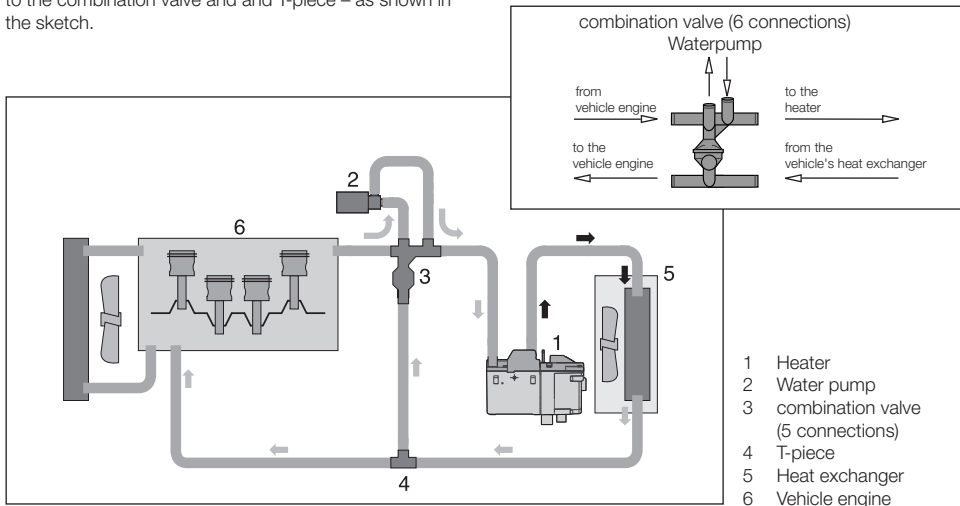 to the combination valve and and T-piece – as shown in
the sketch.
combination valve (6 connections)
Waterpump
from
vehicle engine
to the
heater
to the
vehicle engine
from the
vehicle's heat exchanger
2
6
3
5
1
4
1 Heater
2 Water pump
3 combination valve
(5 connections)
4 T-piece
5 Heat exchanger
6 Vehicle engine